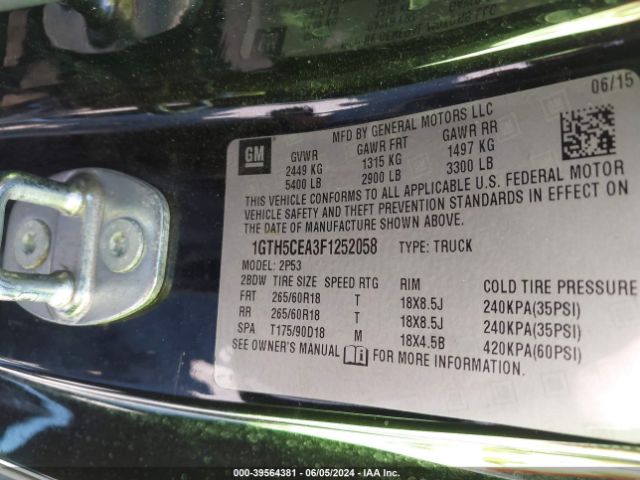 06/15
MFD BY GENERAL MOTORS LLC
GM
GVWR GAWR FRT GAWR RR
2449 KG 1315 KG 1497 KG
5400 LB 2900 LB 3300 LB
THIS VEHICLE CONFORMS TO ALL APPLICABLE U.S. FEDERAL MOTOR
VEHICLE SAFETY AND THEFT PREVENTION STANDARDS IN EFFECT ON
THE DATE OF MANUFACTURE SHOWN ABOVE.
1GTH5CEA3F1252058 TYPE: TRUCK
MODEL: 2P53
2BDW TIRE SIZE SPEED RTG RIM COLD TIRE PRESSURE
FRT 265/60R18 T 18X8.5J 240KPA(35PSI)
RR 265/60R18 T 18X8.5J 240KPA(35PSI)
SPA T175/90D18 M 18X4.5B 420KPA(60PSI)
SEE OWNER'S MANUAL i FOR MORE INFORMATION.
000-39564381 - 06/05/2024 - IAA Inc.